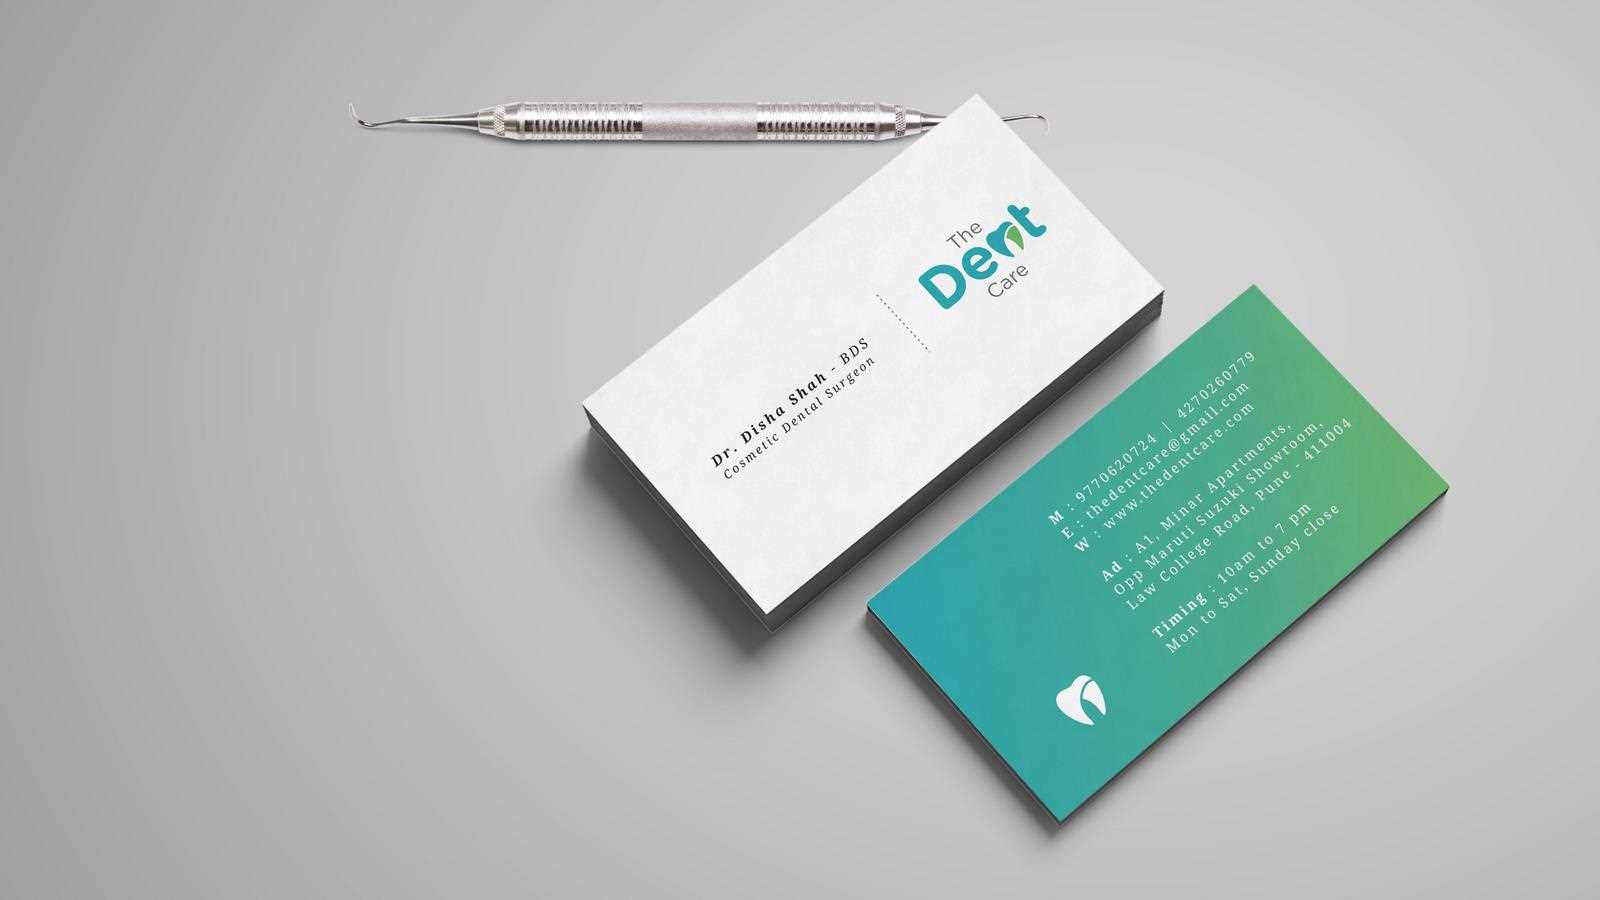 The
Dent
Care
Dr. Disha Shah - BDS
Cosmetic Dental Surgeon
M : 9770620724 | 4270260779
E : thedentcare@gmail.com
W : www.thedentcare.com
Ad : A1, Minar Apartments,
Opp Maruti Suzuki Showroom,
Law College Road, Pune - 411004
Timing : 10am to 7 pm
Mon to Sat, Sunday close